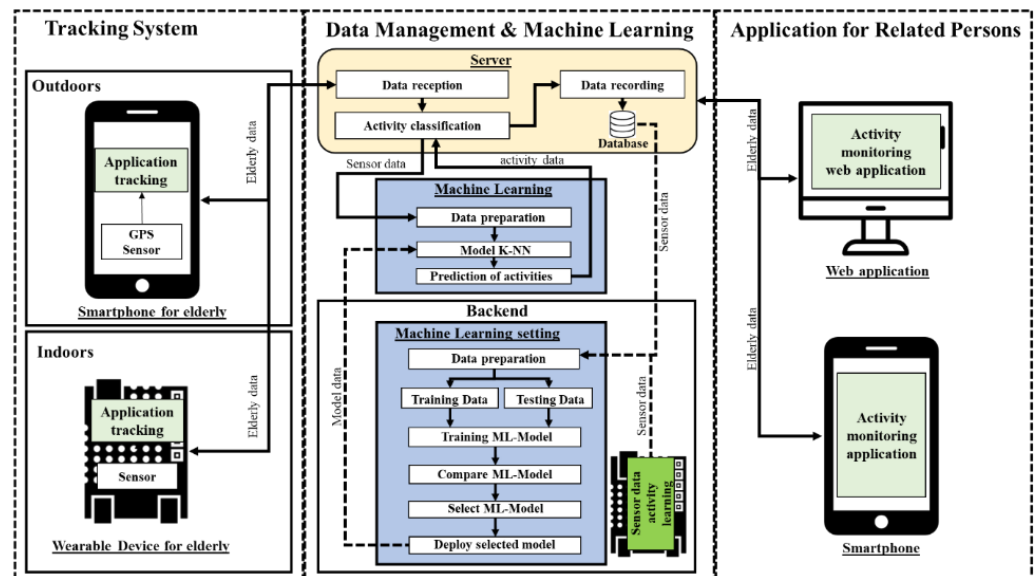 Tracking System
Data Management & Machine Learning
Application for Related Persons
Outdoors
Application
tracking
GPS
Sensor
Smartphone for elderly
Elderly data
Indoors
Application
tracking
Sensor
Wearable Device for elderly
Elderly data
Server
Data reception
Data recording
Activity classification
Database
Sensor data
activity data
Sensor data
Machine Learning
Data preparation
Model K-NN
Prediction of activities
Backend
Machine Learning setting
Data preparation
Training Data
Testing Data
Training ML-Model
Compare ML-Model
Select ML-Model
Deploy selected model
Model data
Sensor data
Sensor data
activity
learning
Elderly data
Activity
monitoring
web application
Web application
Elderly data
Activity
monitoring
application
Smartphone